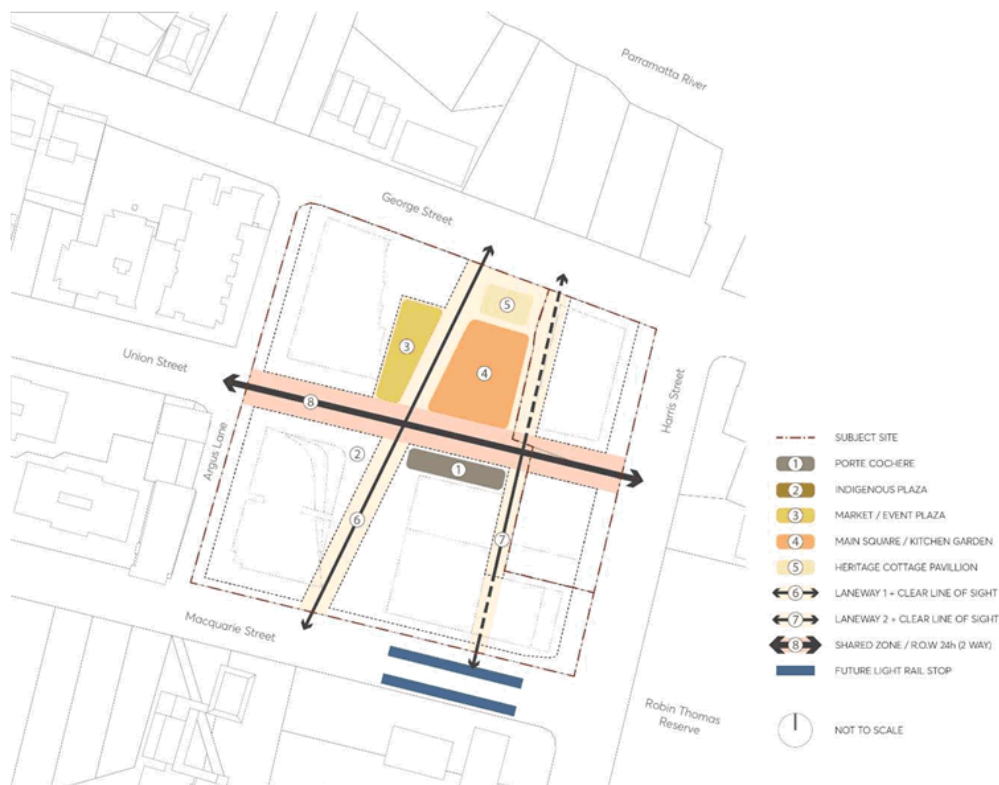 Parramatta River
George Street
5
3
4
Union Street
8
Harris Street
Argus Lane
2
1
6
7
Macquarie Street
Robin Thomas
Reserve
SUBJECT SITE
1 PORTE COCHERE
2 INDIGENOUS PLAZA
3 MARKET / EVENT PLAZA
4 MAIN SQUARE / KITCHEN GARDEN
5 HERITAGE COTTAGE PAVILLION
6 LANEWAY 1 + CLEAR LINE OF SIGHT
7 LANEWAY 2 + CLEAR LINE OF SIGHT
8 SHARED ZONE / R.O.W 24h (2 WAY)
FUTURE LIGHT RAIL STOP
NOT TO SCALE